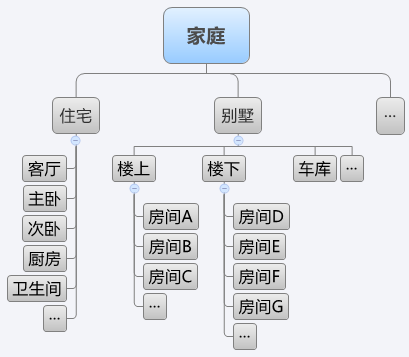 家庭
住宅
客厅
主卧
次卧
厨房
卫生间
...
别墅
楼上
房间A
房间B
房间C
...
楼下
房间D
房间E
房间F
房间G
...
车库
...
...